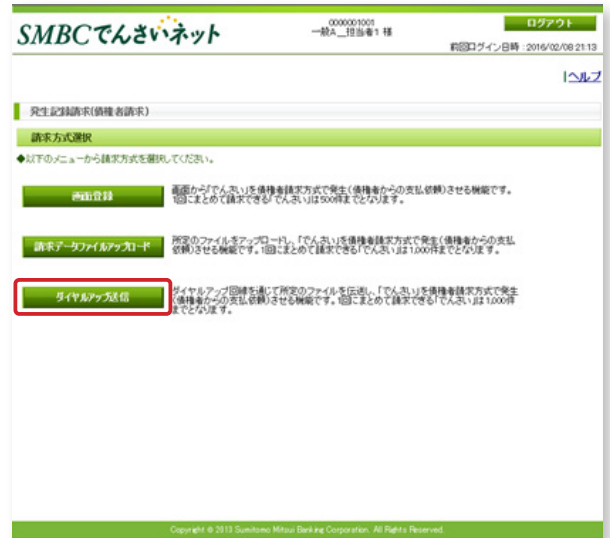 SMBCでんさいネット
0000001001
一般A__担当者1 様
ログアウト
前回ログイン日時 : 2016/02/08 21:13
|ヘルプ
発生記録請求(債権者請求)
請求方式選択
◆以下のメニューから請求方式を選択してください。
画面登録
画面から「でんさい」を債権者請求方式で発生(債権者からの支払依頼)させる機能です。
1回にまとめて請求できる「でんさい」は500件までとなります。
請求データファイルアップロード
所定のファイルをアップロードし、「でんさい」を債権者請求方式で発生(債権者からの支払
依頼)させる機能です。1回にまとめて請求できる「でんさい」は1,000件までとなります。
ダイヤルアップ送信
ダイヤルアップ回線を通じて所定のファイルを伝送し、「でんさい」を債権者請求方式で発生
(債権者からの支払依頼)させる機能です。1回にまとめて請求できる「でんさい」は1,000件
までとなります。
Copyright © 2013 Sumitomo Mitsui Banking Corporation. All Rights Reserved.